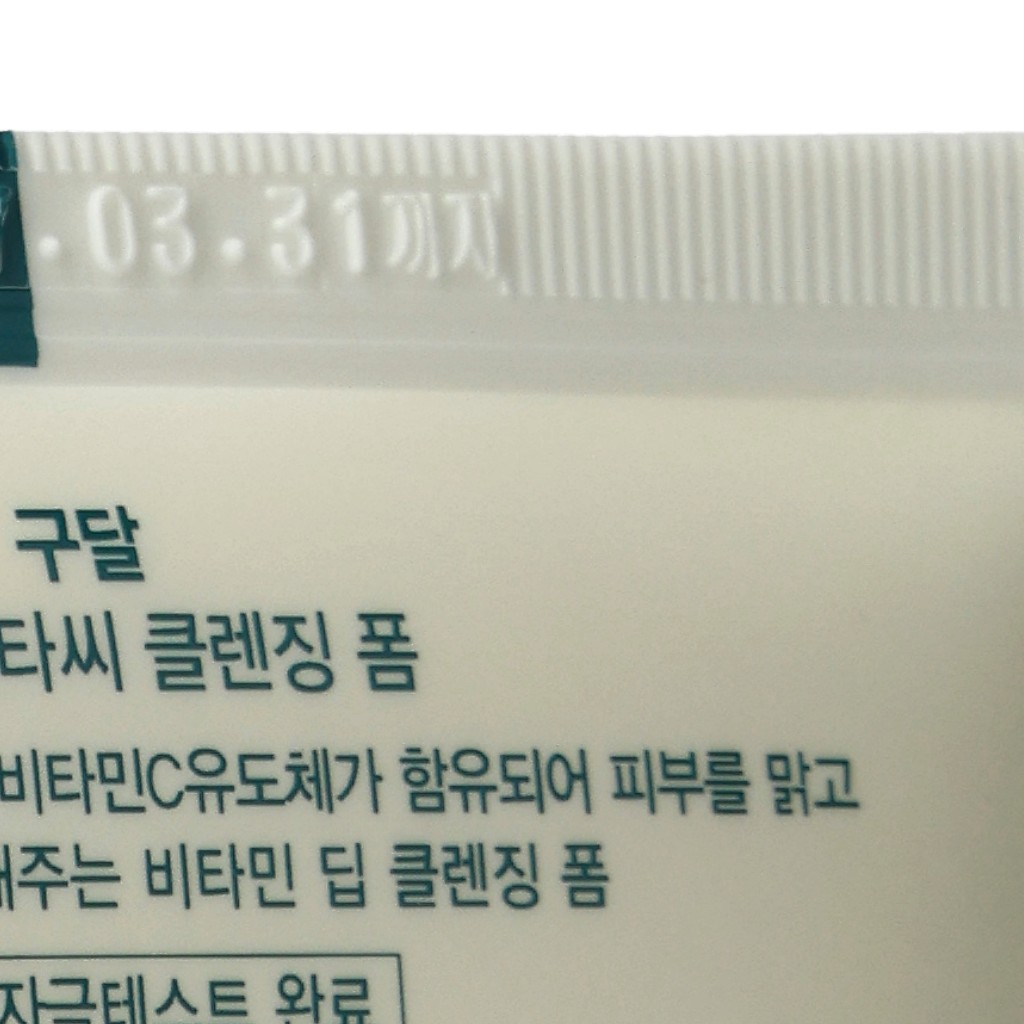 .03.31까지
구달
타씨 클렌징 폼
비타민C유도체가 함유되어 피부를 맑고
해주는 비타민 딥 클렌징 폼
자극테스트 완료